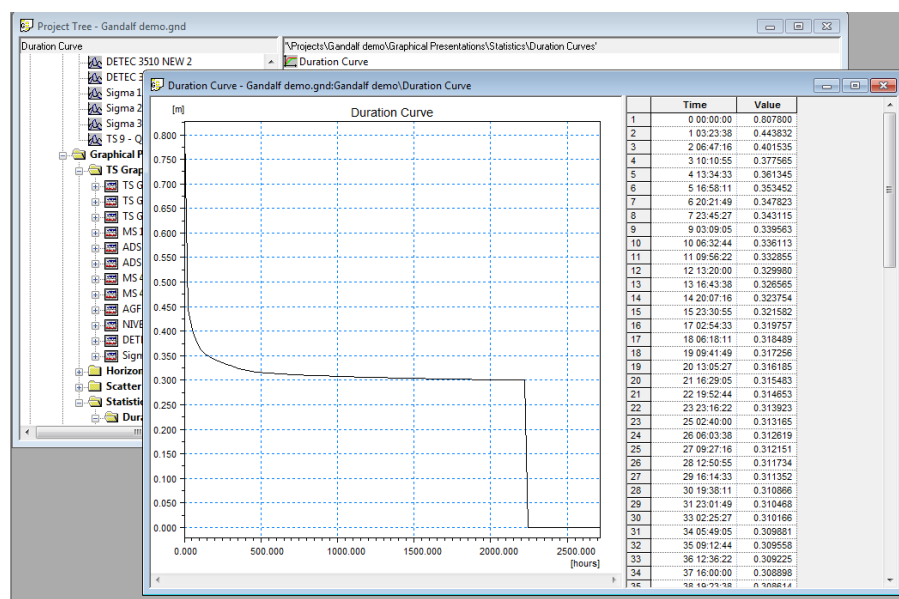 Project Tree - Gandalf demo.gnd
Duration Curve
'\Projects\Gandalf demo\Graphical Presentations\Statistics\Duration Curves'
DETEC 3510 NEW 2
Duration Curve
DETEC 3
Sigma 1
Sigma 2
Sigma 3
TS 9 - Q
Graphical P
TS Grap
TS G
TS G
TS G
MS 1
ADS
ADS
MS 4
MS 4
AGF
NIVE
DETE
Sigm
Horizon
Scatter
Statistic
Dura
Duration Curve - Gandalf demo.gnd:Gandalf demo\Duration Curve
[m]
Duration Curve
0.800
0.750
0.700
0.650
0.600
0.550
0.500
0.450
0.400
0.350
0.300
0.250
0.200
0.150
0.100
0.050
0.000
0.000 500.000 1000.000 1500.000 2000.000 2500.000
[hours]
Time Value
1 0 00:00:00 0.807800
2 1 03:23:38 0.443832
3 2 06:47:16 0.401535
4 3 10:10:55 0.377565
5 4 13:34:33 0.361345
6 5 16:58:11 0.353452
7 6 20:21:49 0.347823
8 7 23:45:27 0.343115
9 9 03:09:05 0.339563
10 10 06:32:44 0.336113
11 11 09:56:22 0.332855
12 12 13:20:00 0.329980
13 13 16:43:38 0.326565
14 14 20:07:16 0.323754
15 15 23:30:55 0.321582
16 17 02:54:33 0.319757
17 18 06:18:11 0.318489
18 19 09:41:49 0.317256
19 20 13:05:27 0.316185
20 21 16:29:05 0.315483
21 22 19:52:44 0.314653
22 23 23:16:22 0.313923
23 25 02:40:00 0.313165
24 26 06:03:38 0.312619
25 27 09:27:16 0.312151
26 28 12:50:55 0.311734
27 29 16:14:33 0.311352
28 30 19:38:11 0.310866
29 31 23:01:49 0.310468
30 33 02:25:27 0.310166
31 34 05:49:05 0.309881
32 35 09:12:44 0.309558
33 36 12:36:22 0.309225
34 37 16:00:00 0.308898
35 38 19:23:38 0.308614